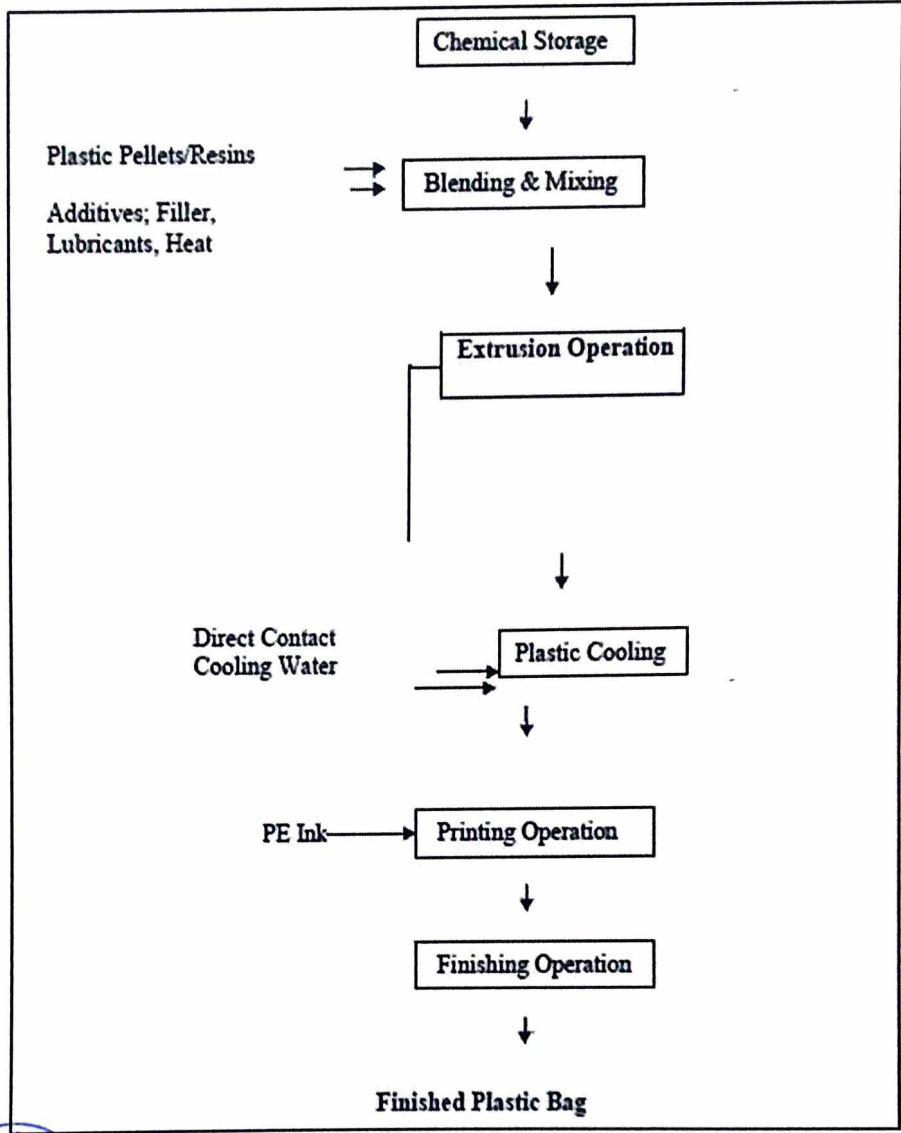 Chemical Storage
Plastic Pellets/Resins
Blending & Mixing
Additives; Filler,
Lubricants, Heat
Extrusion Operation
Direct Contact
Cooling Water
Plastic Cooling
PE Ink
Printing Operation
Finishing Operation
Finished Plastic Bag